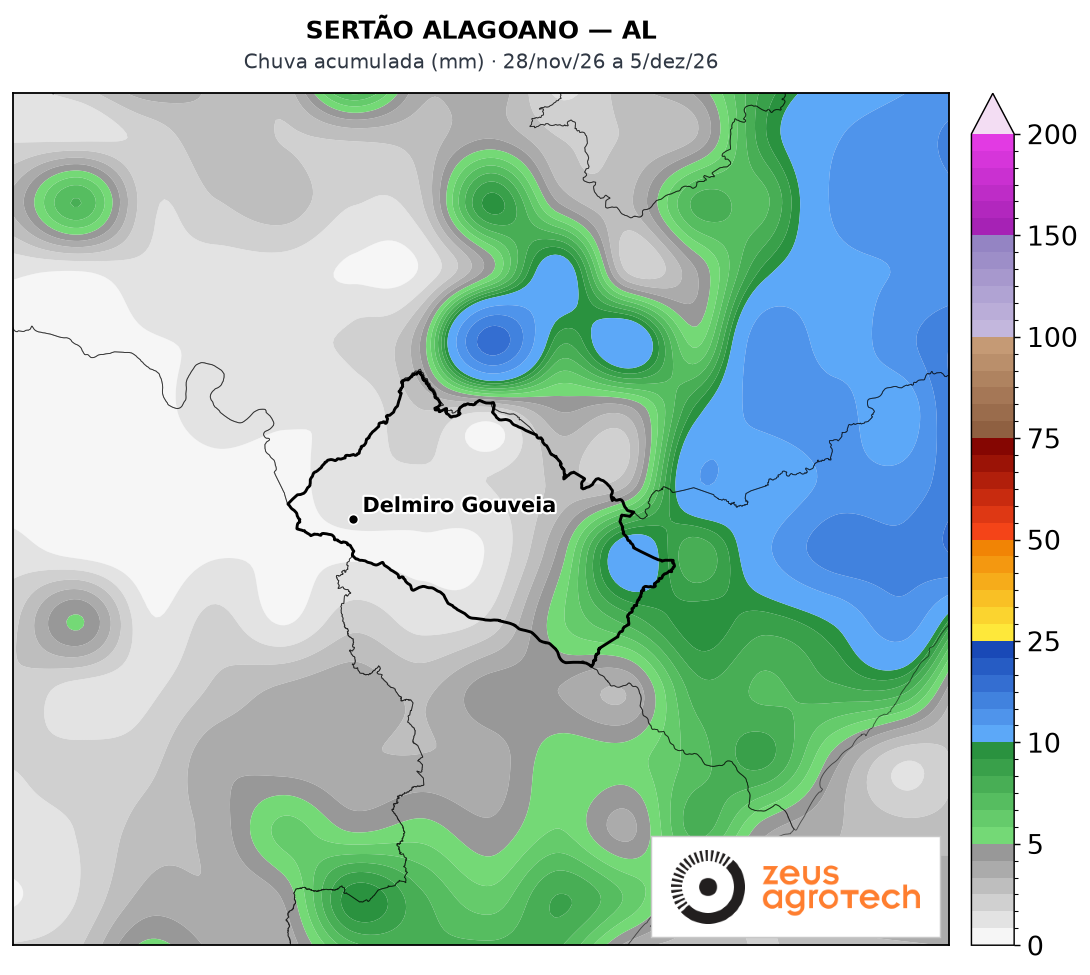 SERTÃO ALAGOANO — AL
Chuva acumulada (mm) · 28/nov/26 a 5/dez/26
200
150
100
75
50
25
10
5
0
Delmiro Gouveia
zeus
agroTech